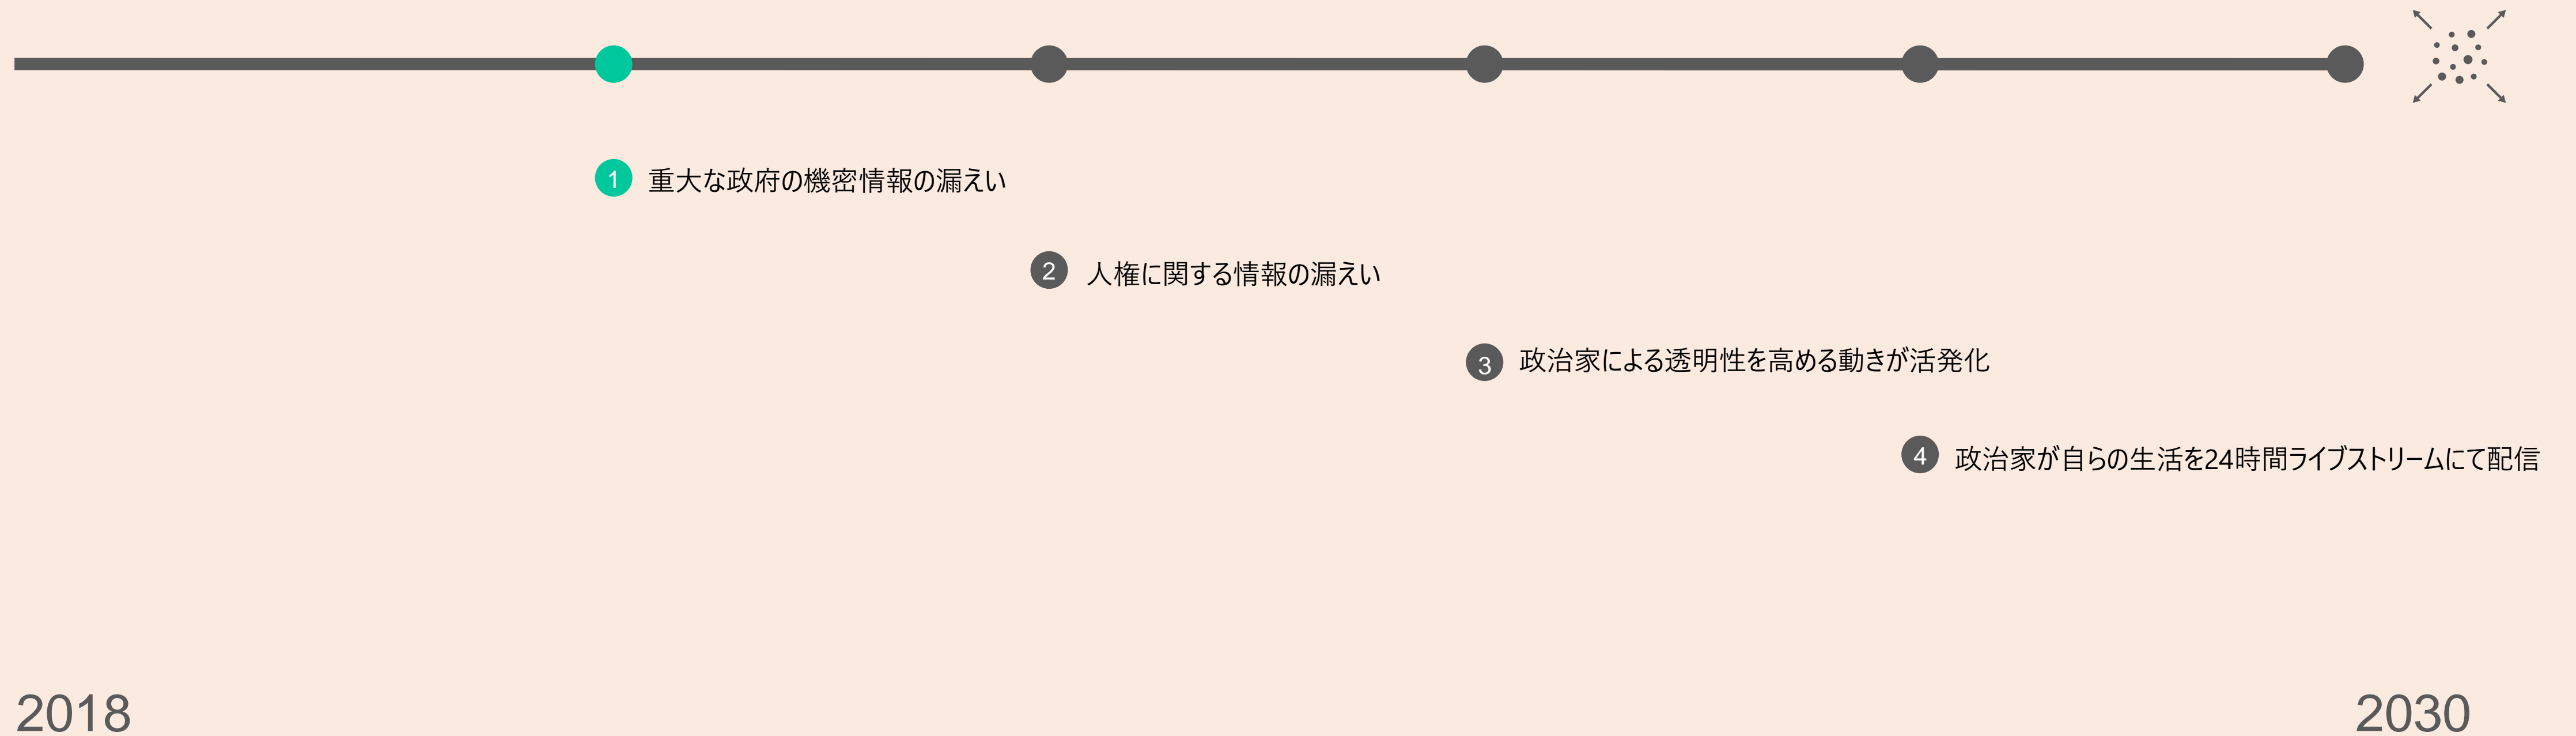 1 重大な政府の機密情報の漏えい
2 人権に関する情報の漏えい
3 政治家による透明性を高める動きが活発化
4 政治家が自らの生活を24時間ライブストリームにて配信
2018
2030